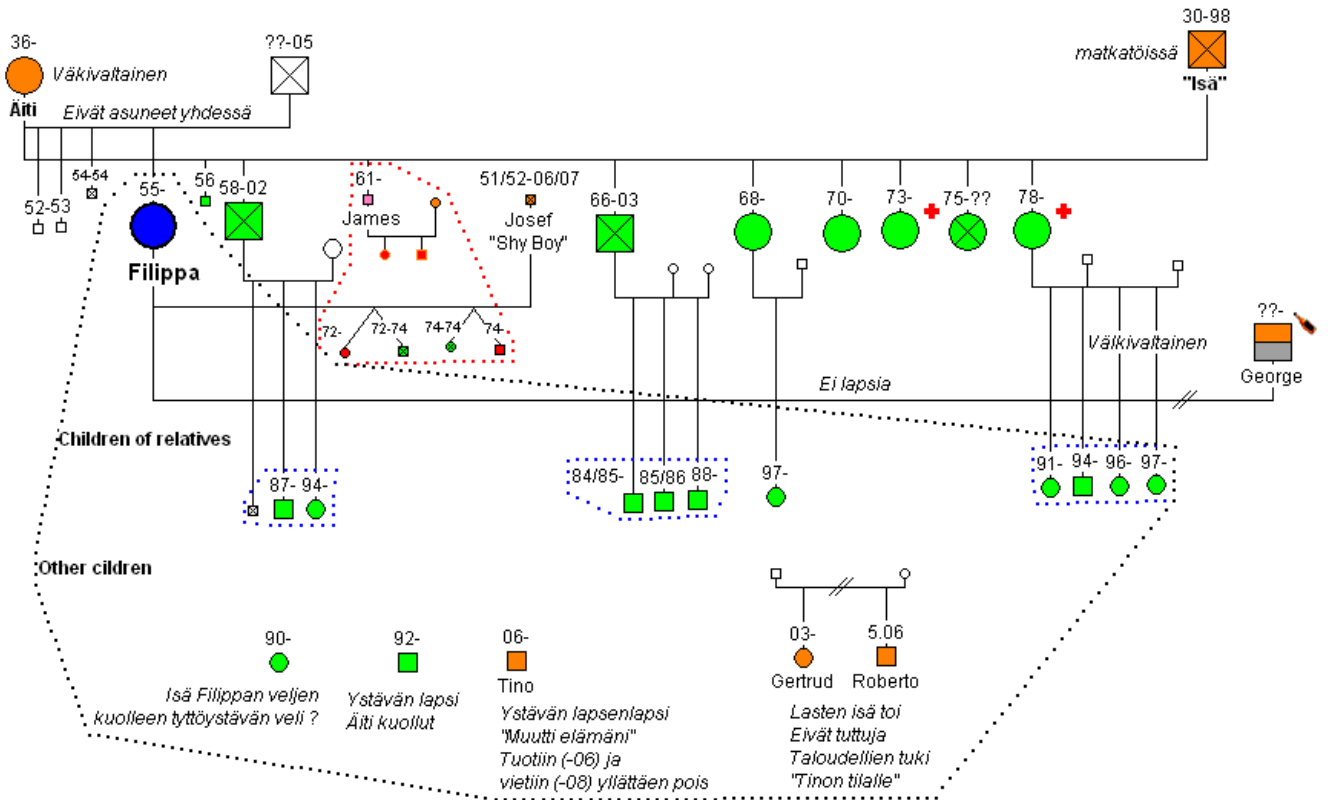 36-
Väkivaltainen
Äiti
??-05
Eivät asuneet yhdessä
30-98
matkatöissä
"Isä"
52-
53
54-54
55-
Filippa
56
58-02
61-
James
51/52-06/07
Josef
"Shy Boy"
66-03
68-
70-
73-
75-??
78-
72-
72-74
74-74
74-
??-
George
Välkivaltainen
Ei lapsia
Children of relatives
87-
94-
84/85-
85/86
88-
97-
91-
94-
96-
97-
Other cildren
90-
Isä Filippan veljen
kuolleen tyttöystävän veli ?
92-
Ystävän lapsi
Äiti kuollut
06-
Tino
Ystävän lapsenlapsi
"Muutti elämäni"
Tuotiin (-06) ja
vietiin (-08) yllättäen pois
03-
Gertrud
5.06
Roberto
Lasten isä toi
Eivät tuttuja
Taloudellien tuki
"Tinon tilalle"